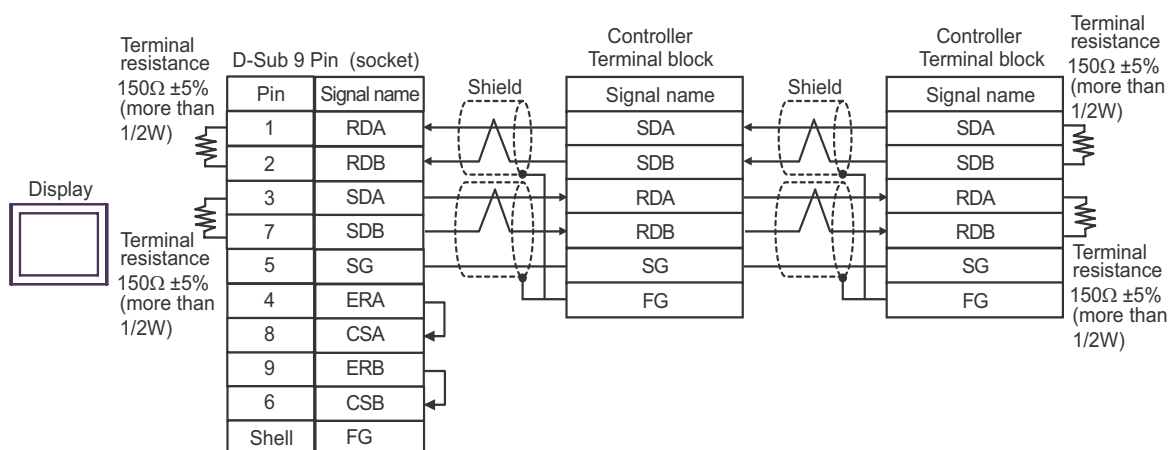 Terminal
resistance
150Ω ±5%
(more than
1/2W)
D-Sub 9 Pin (socket)
Pin Signal name
1 RDA
2 RDB
3 SDA
7 SDB
5 SG
4 ERA
8 CSA
9 ERB
6 CSB
Shell FG
Display
Terminal
resistance
150Ω ±5%
(more than
1/2W)
Shield
Controller
Terminal block
Signal name
SDA
SDB
RDA
RDB
SG
FG
Shield
Controller
Terminal block
Signal name
SDA
SDB
RDA
RDB
SG
FG
Terminal
resistance
150Ω ±5%
(more than
1/2W)
Terminal
resistance
150Ω ±5%
(more than
1/2W)